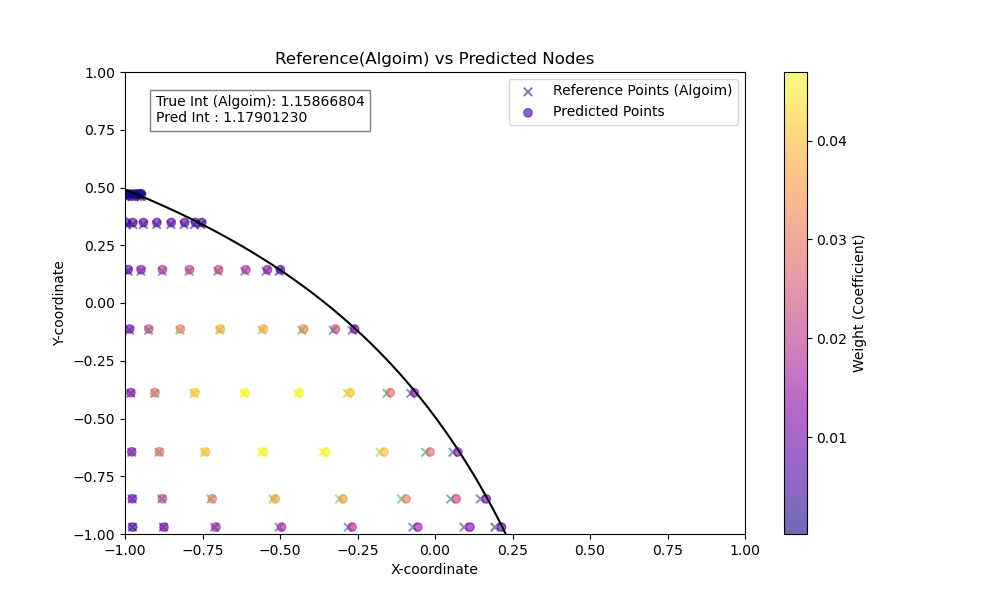 Reference(Algoim) vs Predicted Nodes
True Int (Algoim): 1.15866804
Pred Int : 1.17901230
Reference Points (Algoim)
Predicted Points
1.00
0.75
0.50
0.25
0.00
−0.25
−0.50
−0.75
−1.00
Y-coordinate
−1.00 −0.75 −0.50 −0.25 0.00 0.25 0.50 0.75 1.00
X-coordinate
0.04
0.03
0.02
0.01
Weight (Coefficient)